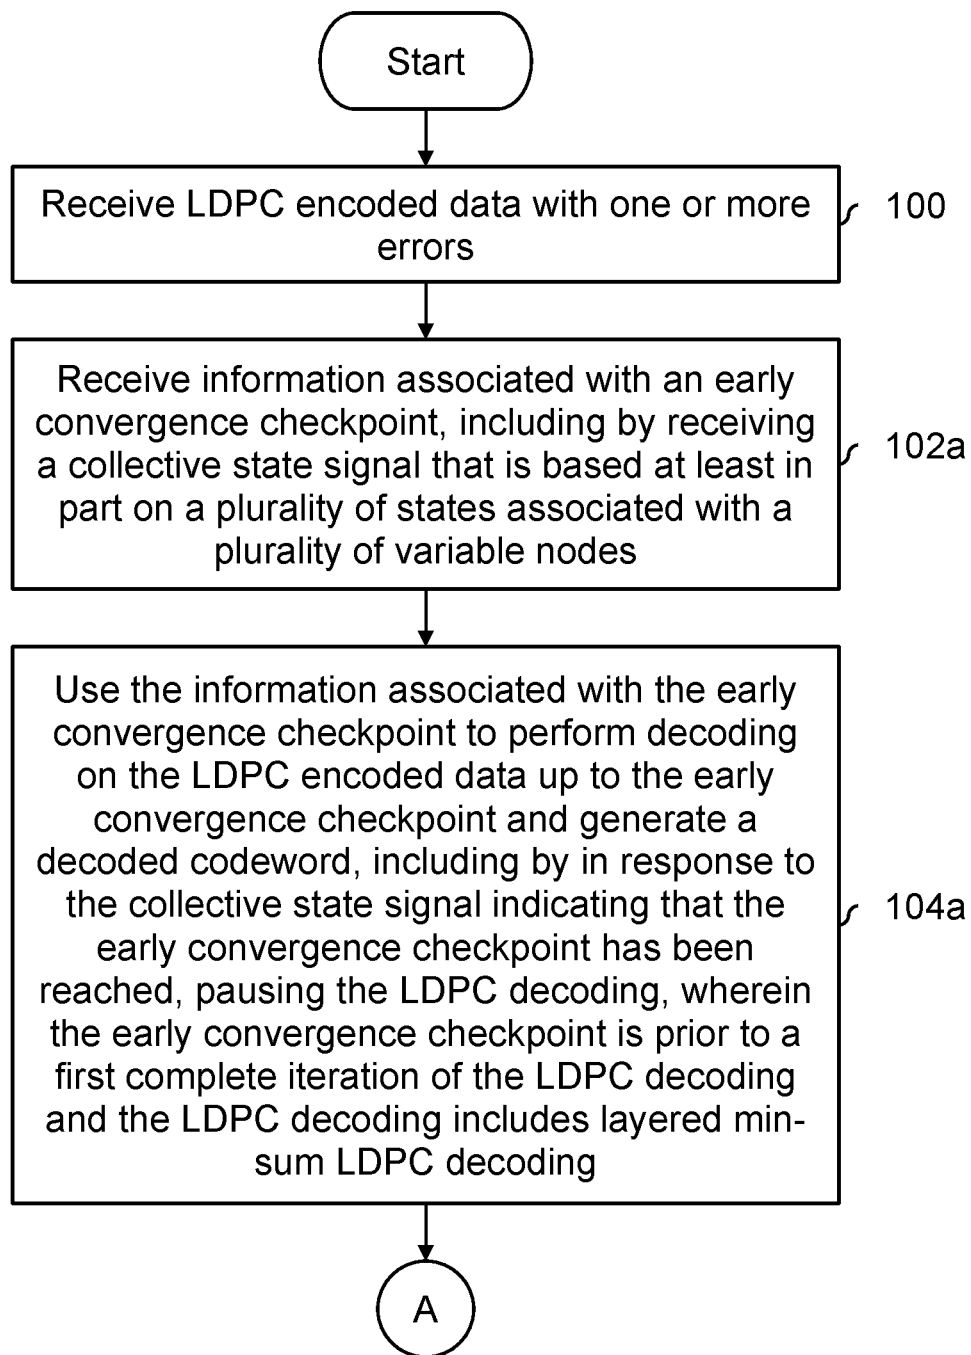 Start
Receive LDPC encoded data with one or more
errors
100
Receive information associated with an early
convergence checkpoint, including by receiving
a collective state signal that is based at least in
part on a plurality of states associated with a
plurality of variable nodes
102a
Use the information associated with the early
convergence checkpoint to perform decoding
on the LDPC encoded data up to the early
convergence checkpoint and generate a
decoded codeword, including by in response to
the collective state signal indicating that the
early convergence checkpoint has been
reached, pausing the LDPC decoding, wherein
the early convergence checkpoint is prior to a
first complete iteration of the LDPC decoding
and the LDPC decoding includes layered min-
sum LDPC decoding
104a
A